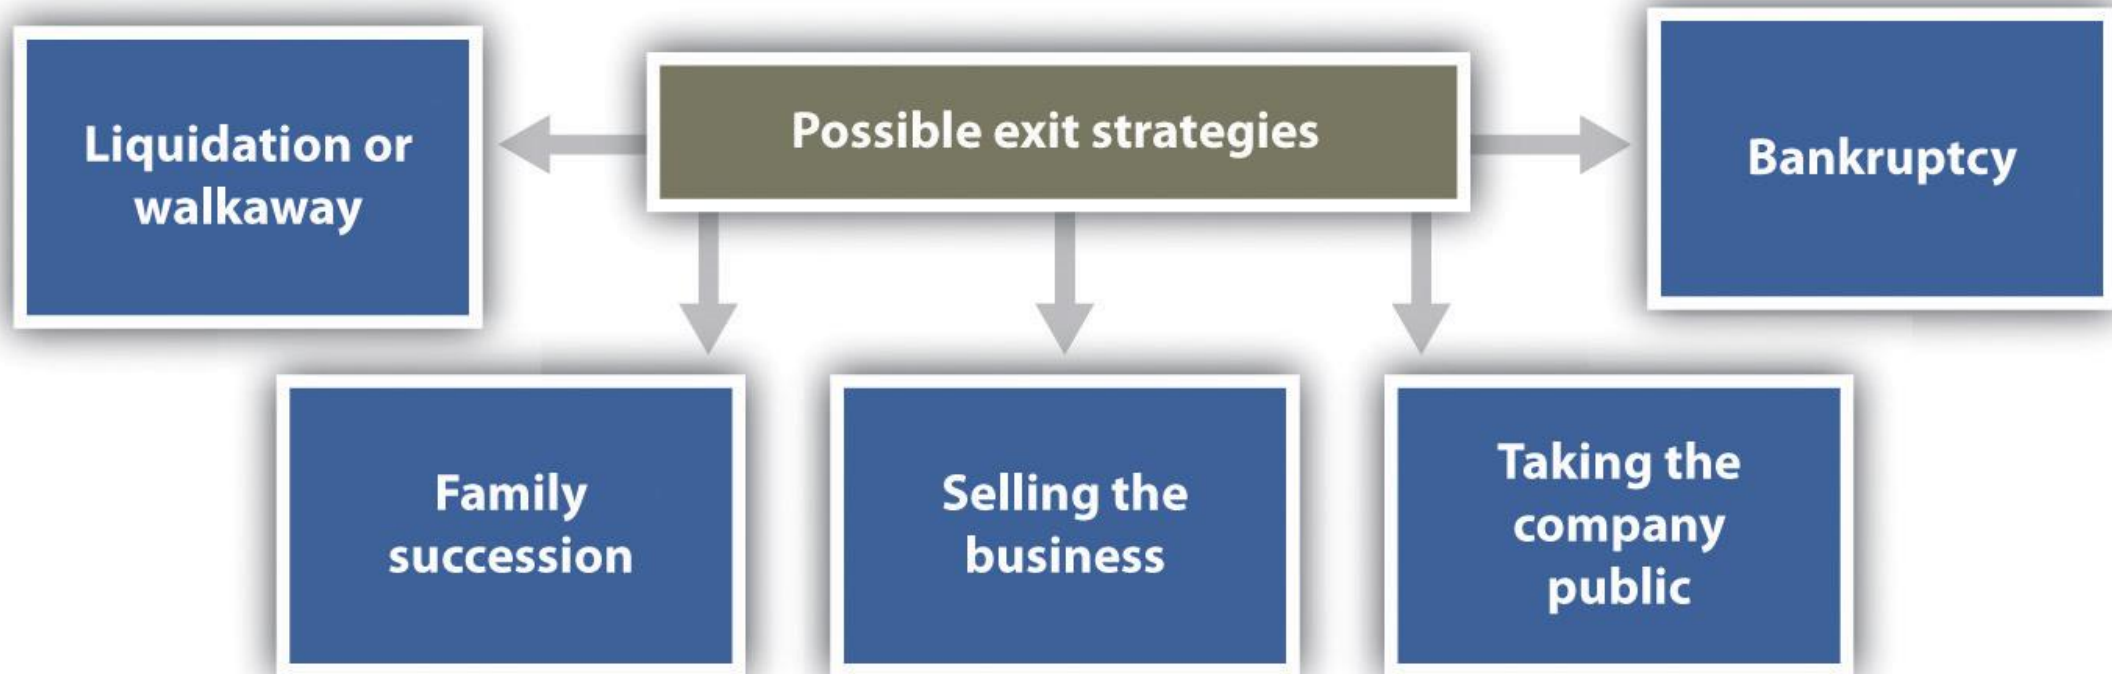 Possible exit strategies
Liquidation or
walkaway
Bankruptcy
Family
succession
Selling the
business
Taking the
company
public